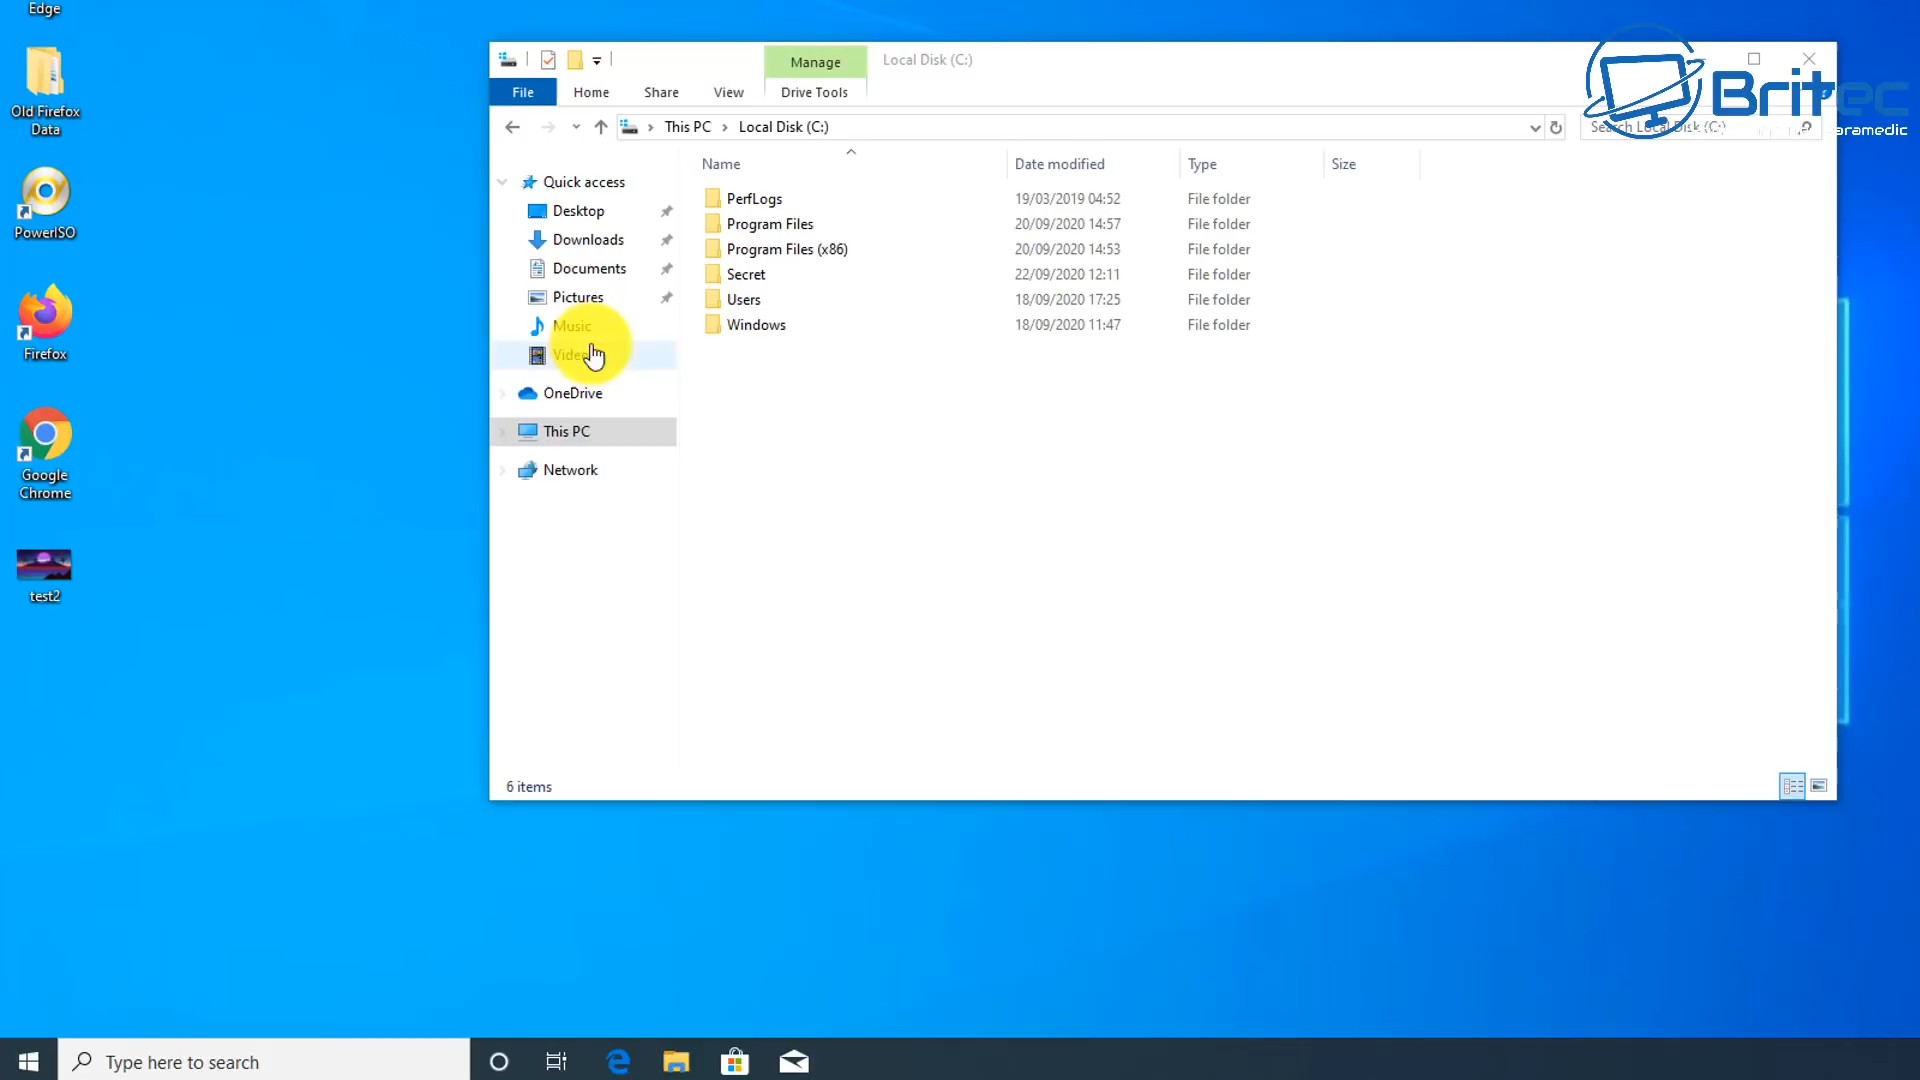 Edge
Old Firefox
Data
PowerISO
Firefox
Google
Chrome
test2
Manage
Local Disk (C:)
File
Home
Share
View
Drive Tools
This PC
Local Disk (C:)
Search Local Disk (C:)
Britec
Quick access
Desktop
Downloads
Documents
Pictures
Music
OneDrive
This PC
Network
Name
Date modified
Type
Size
PerfLogs
19/03/2019 04:52
File folder
Program Files
20/09/2020 14:57
File folder
Program Files (x86)
20/09/2020 14:53
File folder
Secret
22/09/2020 12:11
File folder
Users
18/09/2020 17:25
File folder
Windows
18/09/2020 11:47
File folder
6 items
Type here to search